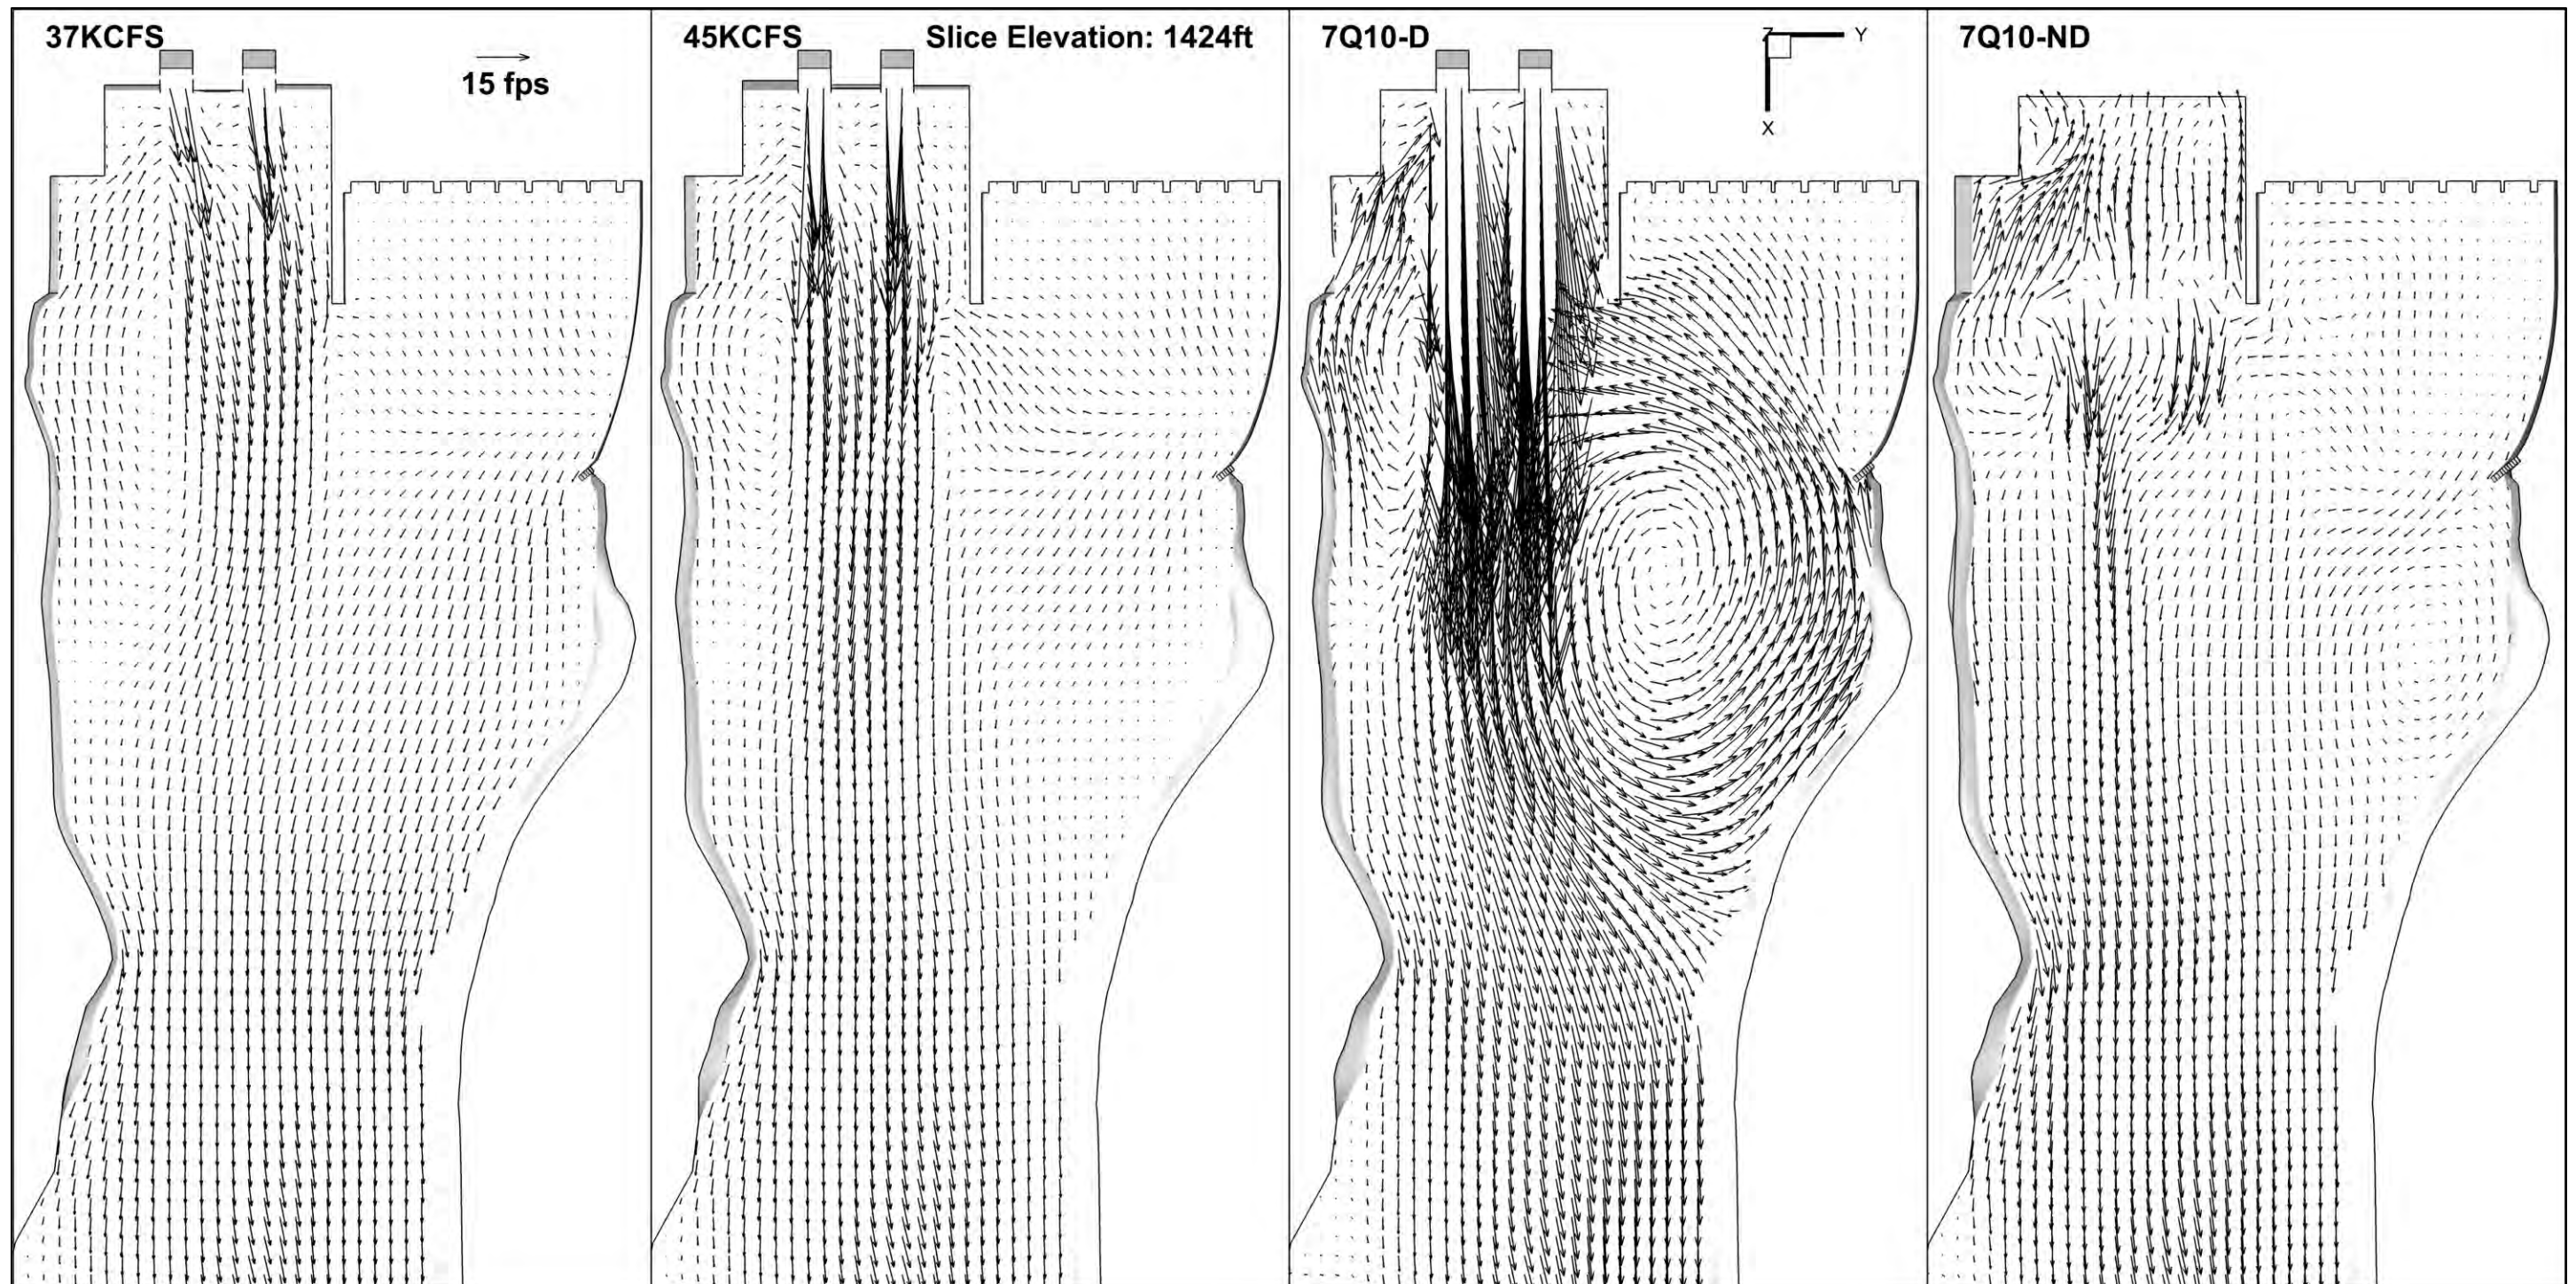 37KCFS
15 fps
45KCFS
Slice Elevation: 1424ft
7Q10-D
Z
Y
X
7Q10-ND